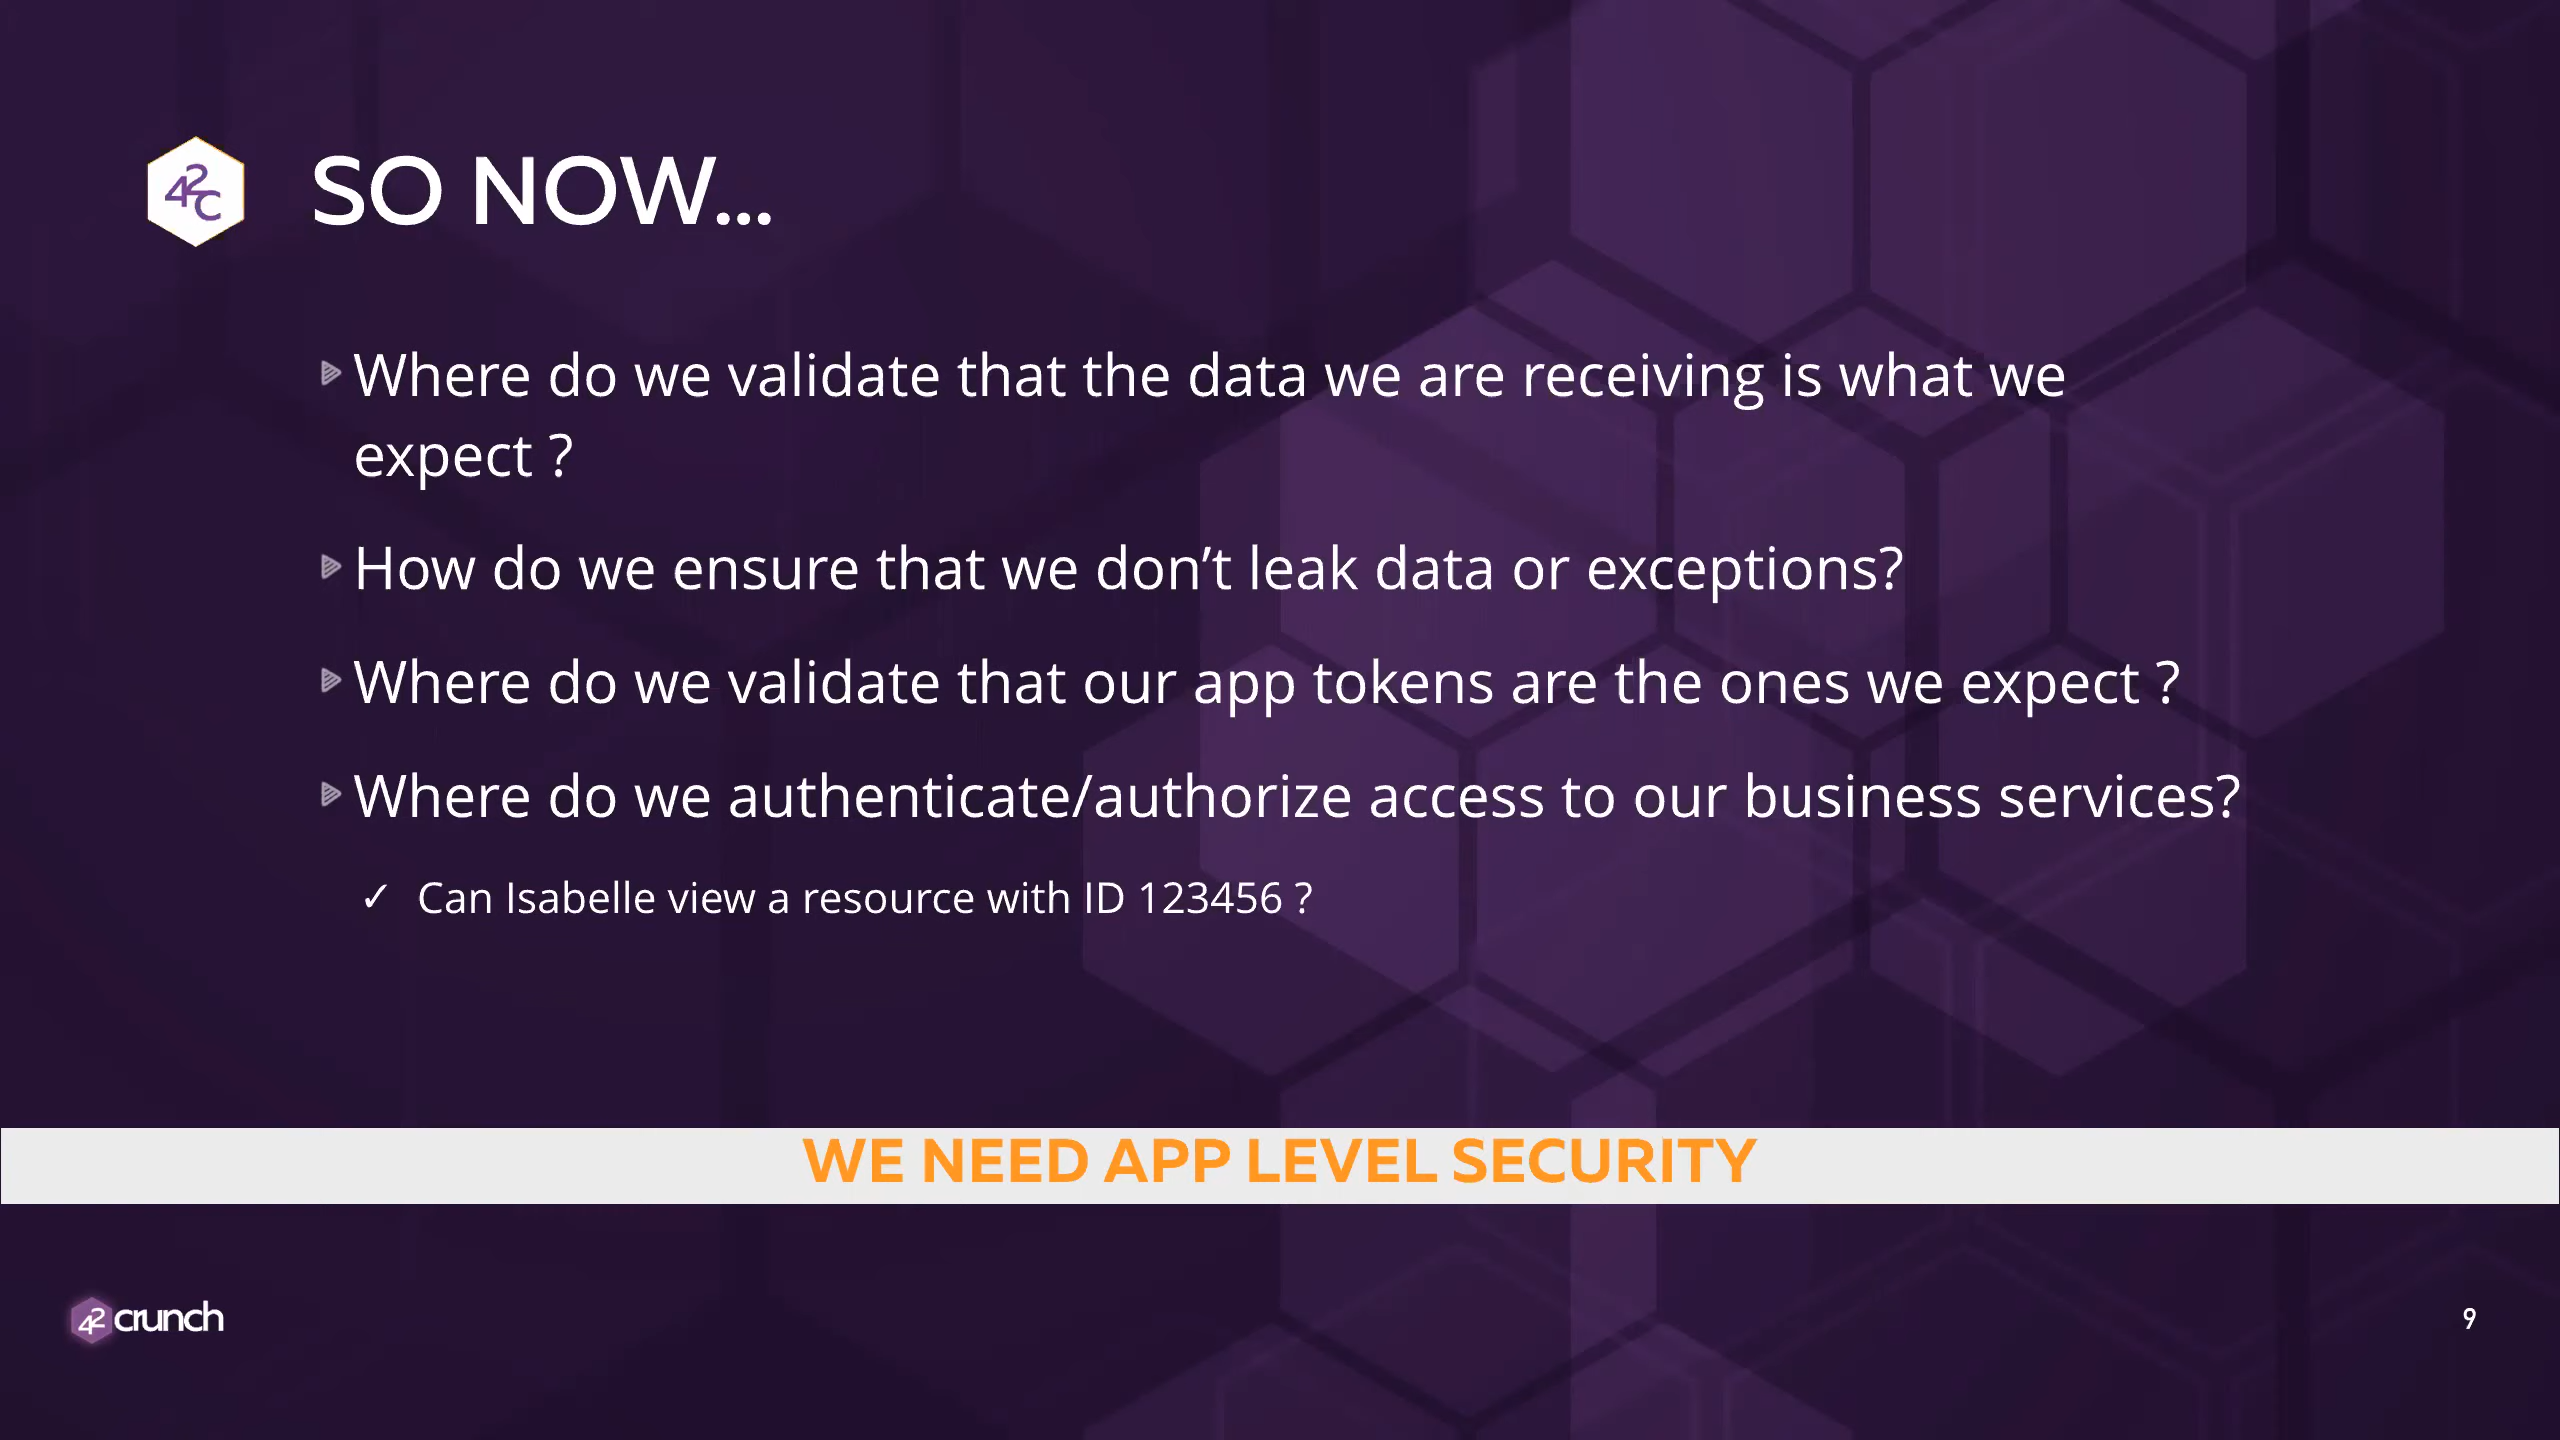 42C
SO NOW...
Where do we validate that the data we are receiving is what we
expect ?
How do we ensure that we don’t leak data or exceptions?
Where do we validate that our app tokens are the ones we expect ?
Where do we authenticate/authorize access to our business services?
✓ Can Isabelle view a resource with ID 123456 ?
WE NEED APP LEVEL SECURITY
42crunch
9